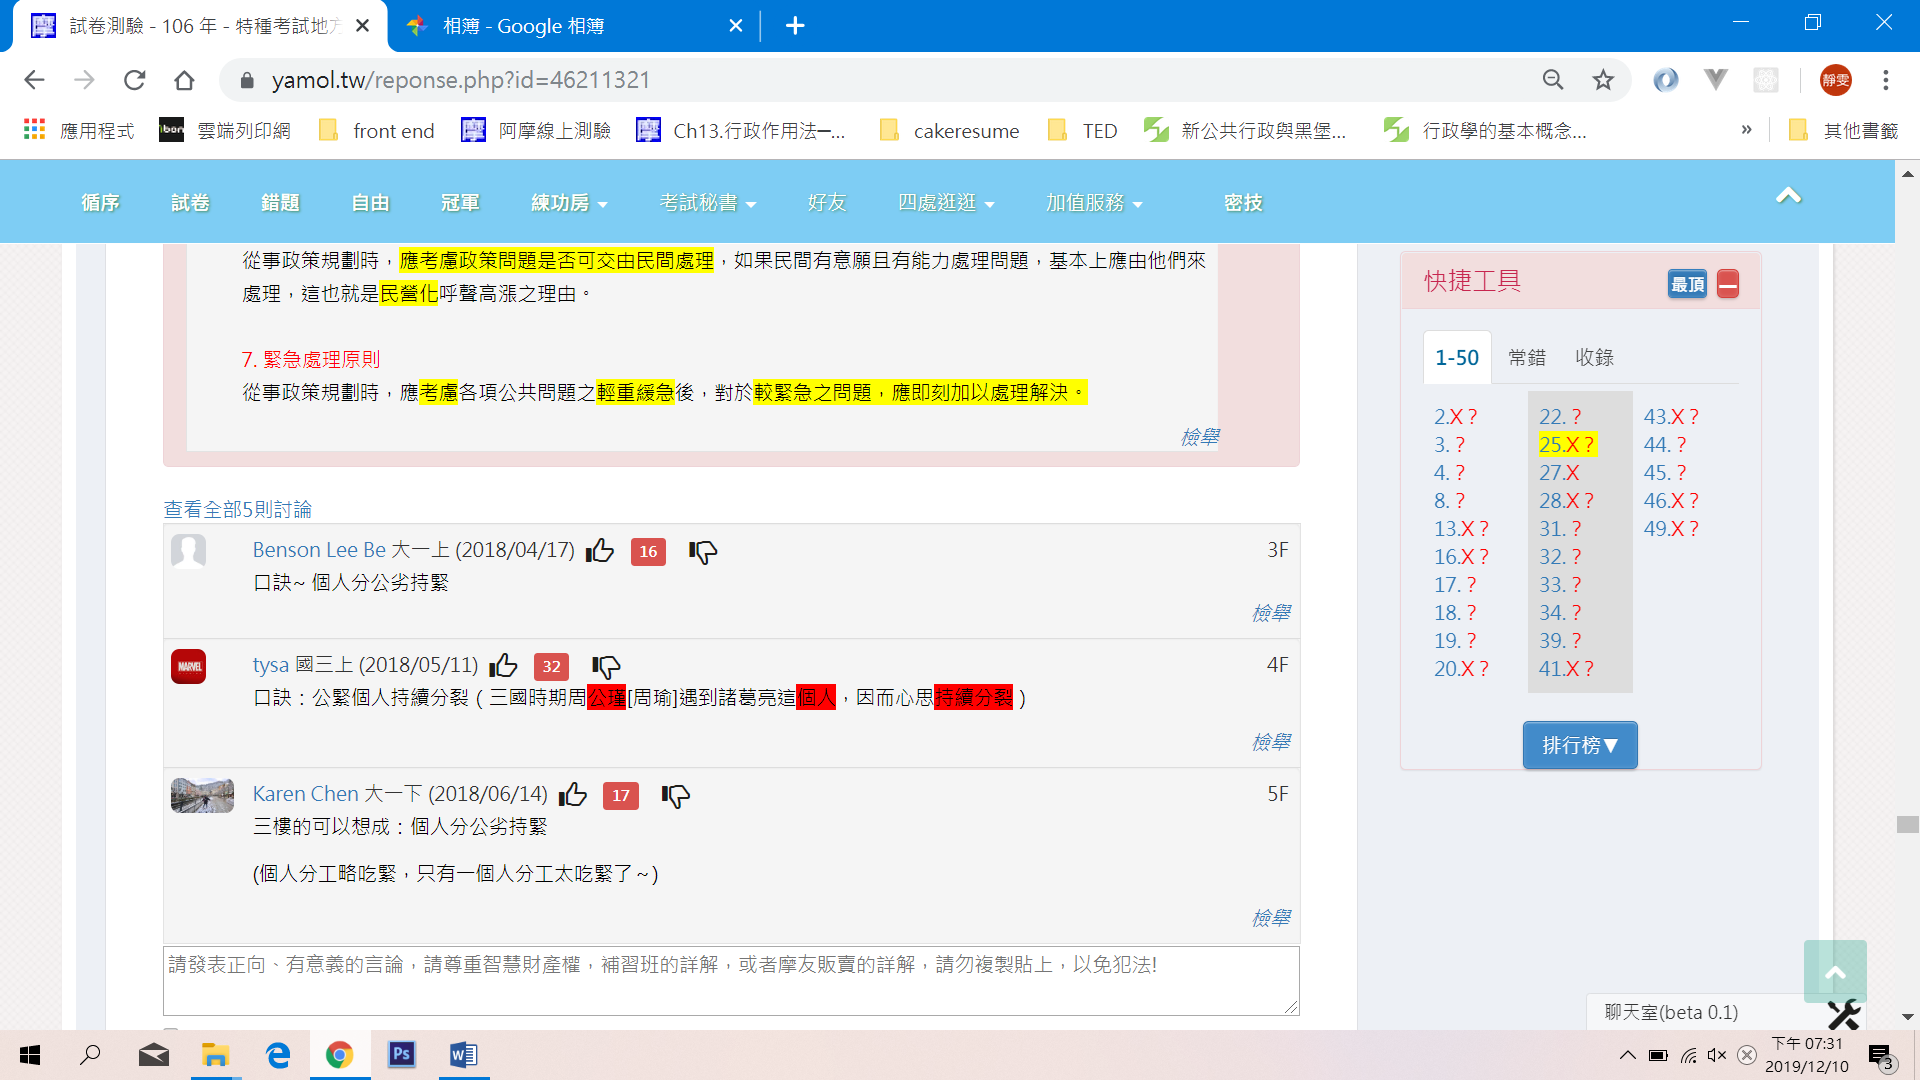 試卷測驗 - 106 年 - 特種考試地方
相簿 - Google 相簿
yamol.tw/reponse.php?id=46211321
靜雯
應用程式
ibon
雲端列印網
front end
摩
阿摩線上測驗
摩
Ch13.行政作用法─...
cakeresume
TED
新公共行政與黑堡...
行政學的基本概念...
»
其他書籤
循序
試卷
錯題
自由
冠軍
練功房
考試秘書
好友
四處逛逛
加值服務
密技
從事政策規劃時，應考慮政策問題是否可交由民間處理，如果民間有意願且有能力處理問題，基本上應由他們來
處理，這也就是民營化呼聲高漲之理由。
7. 緊急處理原則
從事政策規劃時，應考慮各項公共問題之輕重緩急後，對於較緊急之問題，應即刻加以處理解決。
檢舉
查看全部5則討論
Benson Lee Be 大一上 (2018/04/17) 16 3F
口訣~ 個人分公劣持緊
檢舉
MARVEL
tysa 國三上 (2018/05/11) 32 4F
口訣：公緊個人持續分裂（三國時期周公瑾[周瑜]遇到諸葛亮這個人，因而心思持續分裂）
檢舉
Karen Chen 大一下 (2018/06/14) 17 5F
三樓的可以想成：個人分公劣持緊
(個人分工略吃緊，只有一個人分工太吃緊了～)
檢舉
請發表正向、有意義的言論，請尊重智慧財產權，補習班的詳解，或者摩友販賣的詳解，請勿複製貼上，以免犯法!
快捷工具
最頂
1-50
常錯
收錄
2.X ?
3. ?
4. ?
8. ?
13.X ?
16.X ?
17. ?
18. ?
19. ?
20.X ?
22. ?
25.X ?
27.X
28.X ?
31. ?
32. ?
33. ?
34. ?
39. ?
41.X ?
43.X ?
44. ?
45. ?
46.X ?
49.X ?
排行榜▼
聊天室(beta 0.1)
Ps
下午 07:31
2019/12/10
3